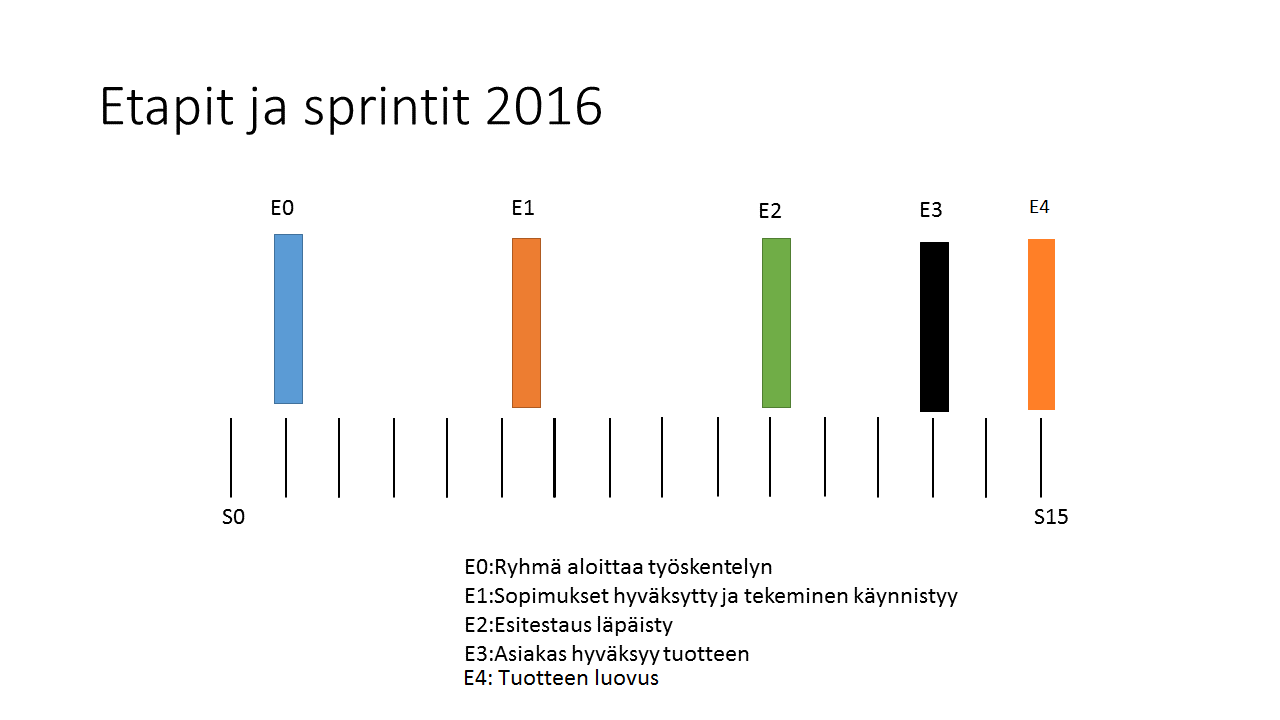 Etapit ja sprintit 2016
E0 E1 E2 E3 E4
S0 S15
E0:Ryhmä aloittaa työskentelyn
E1:Sopimukset hyväksytty ja tekeminen käynnistyy
E2:Esitestaus läpäisty
E3:Asiakas hyväksyy tuotteen
E4: Tuotteen luovus